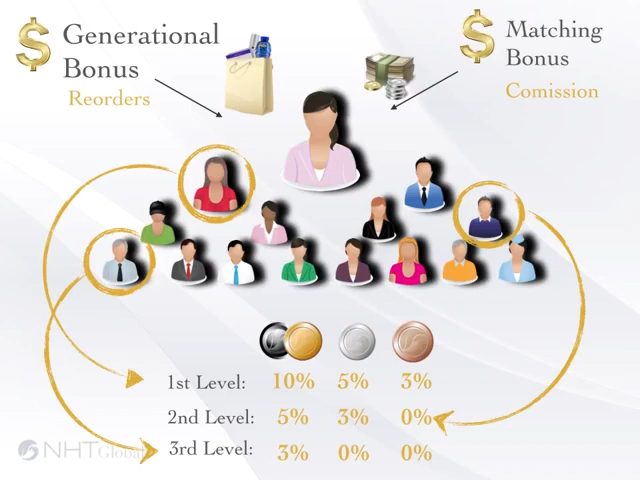 $ Generational
Bonus
Reorders
$ Matching
Bonus
Comission
1st Level: 10% 5% 3%
2nd Level: 5% 3% 0%
3rd Level: 3% 0% 0%
NHT Global